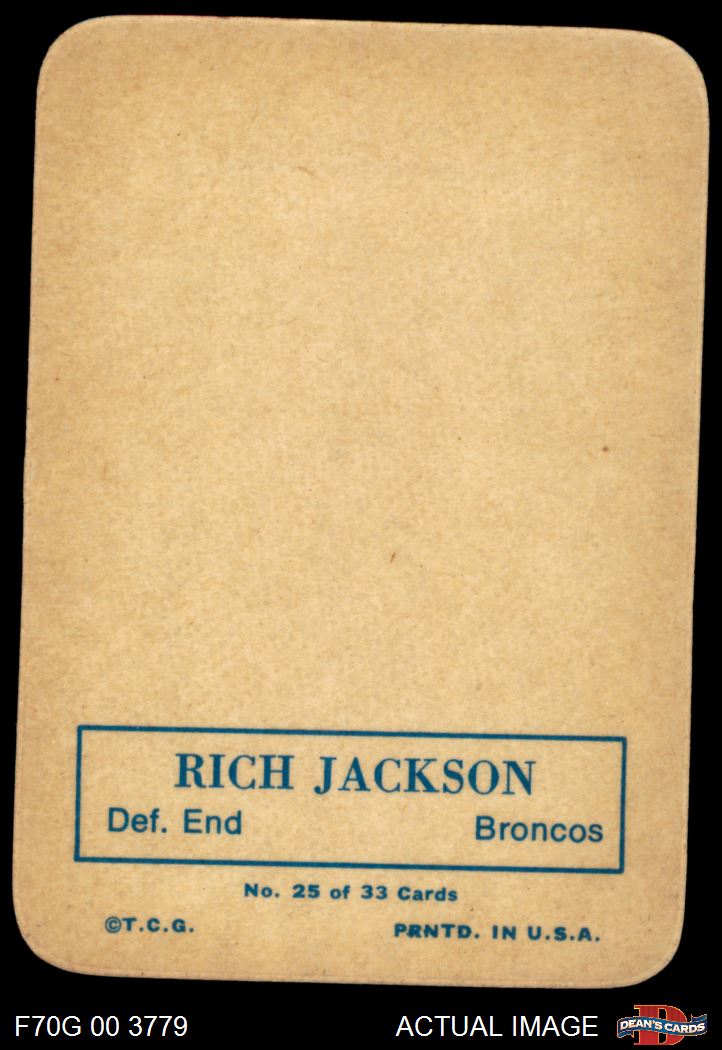 RICH JACKSON
Def. End Broncos
No. 25 of 33 Cards
©T.C.G. PRNTD. IN U.S.A.
F70G 00 3779 ACTUAL IMAGE DEAN'S CARDS